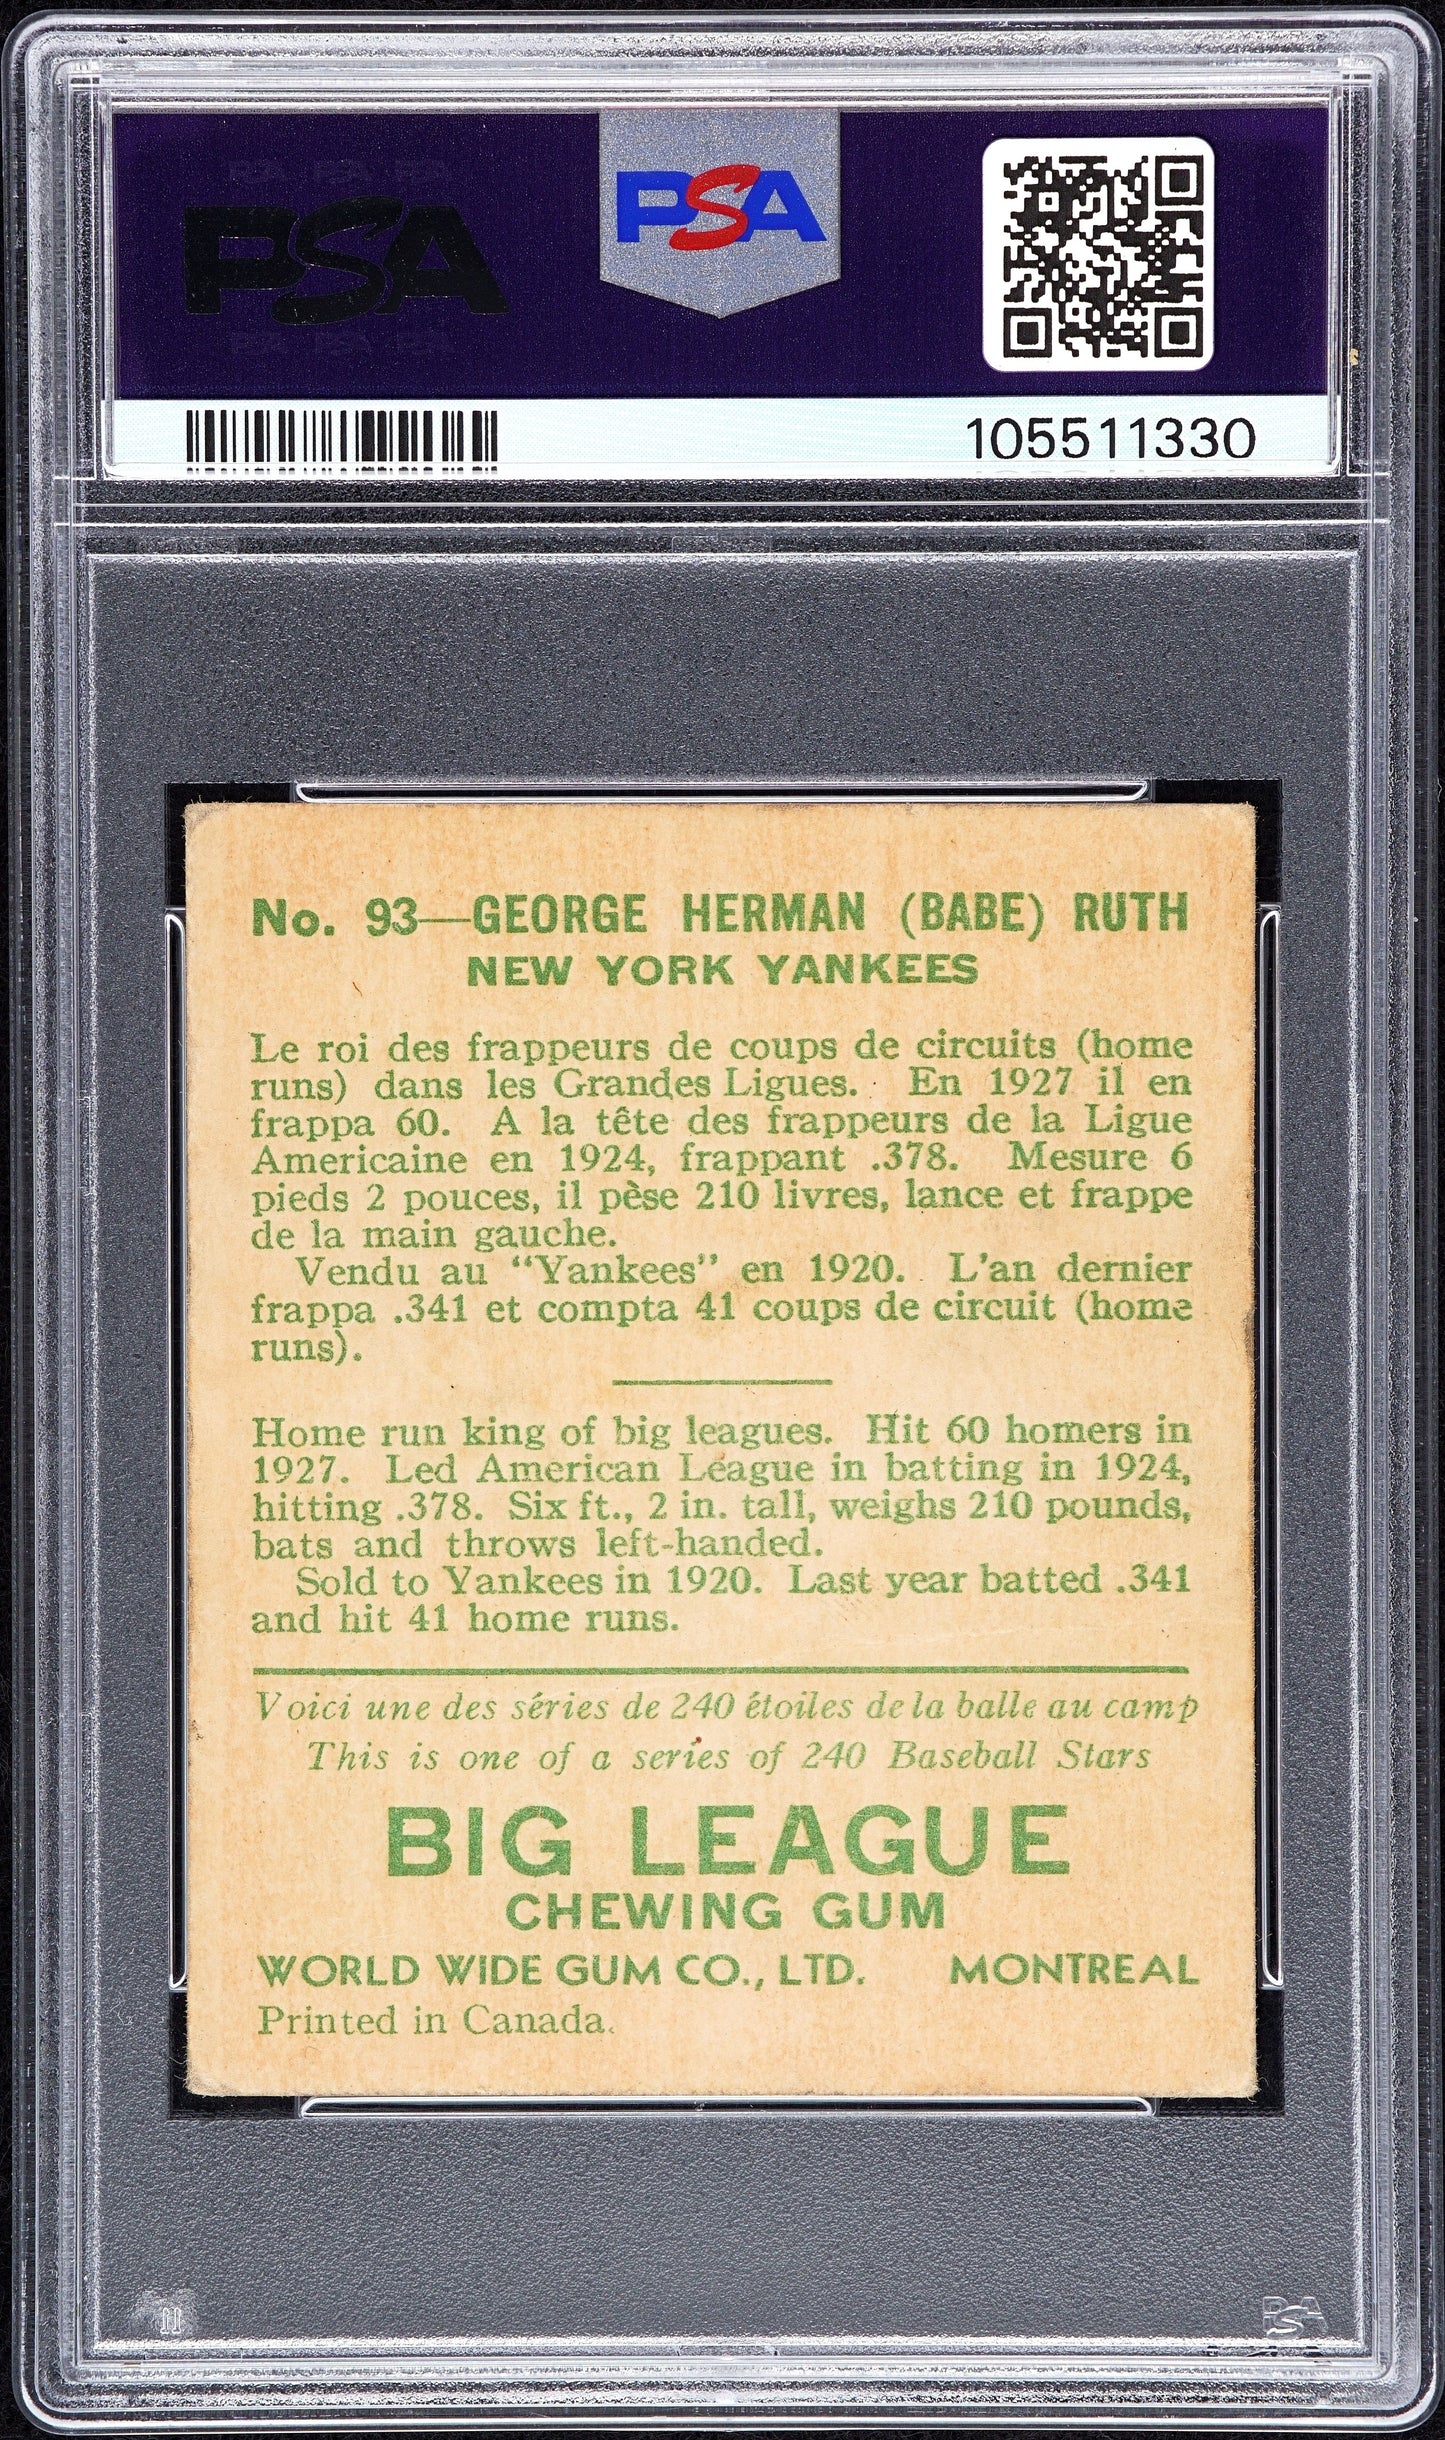 PSA
PSA
105511330
No. 93—GEORGE HERMAN (BABE) RUTH
NEW YORK YANKEES
Le roi des frappeurs de coups de circuits (home
runs) dans les Grandes Ligues. En 1927 il en
frappa 60. A la tête des frappeurs de la Ligue
Americaine en 1924, frappant .378. Mesure 6
pieds 2 pouces, il pèse 210 livres, lance et frappe
de la main gauche.
Vendu au "Yankees" en 1920. L'an dernier
frappa .341 et compta 41 coups de circuit (home
runs).
Home run king of big leagues. Hit 60 homers in
1927. Led American League in batting in 1924,
hitting .378. Six ft., 2 in. tall, weighs 210 pounds,
bats and throws left-handed.
Sold to Yankees in 1920. Last year batted .341
and hit 41 home runs.
Voici une des séries de 240 étoiles de la balle au camp
This is one of a series of 240 Baseball Stars
BIG LEAGUE
CHEWING GUM
WORLD WIDE GUM CO., LTD. MONTREAL
Printed in Canada.
11
PSA